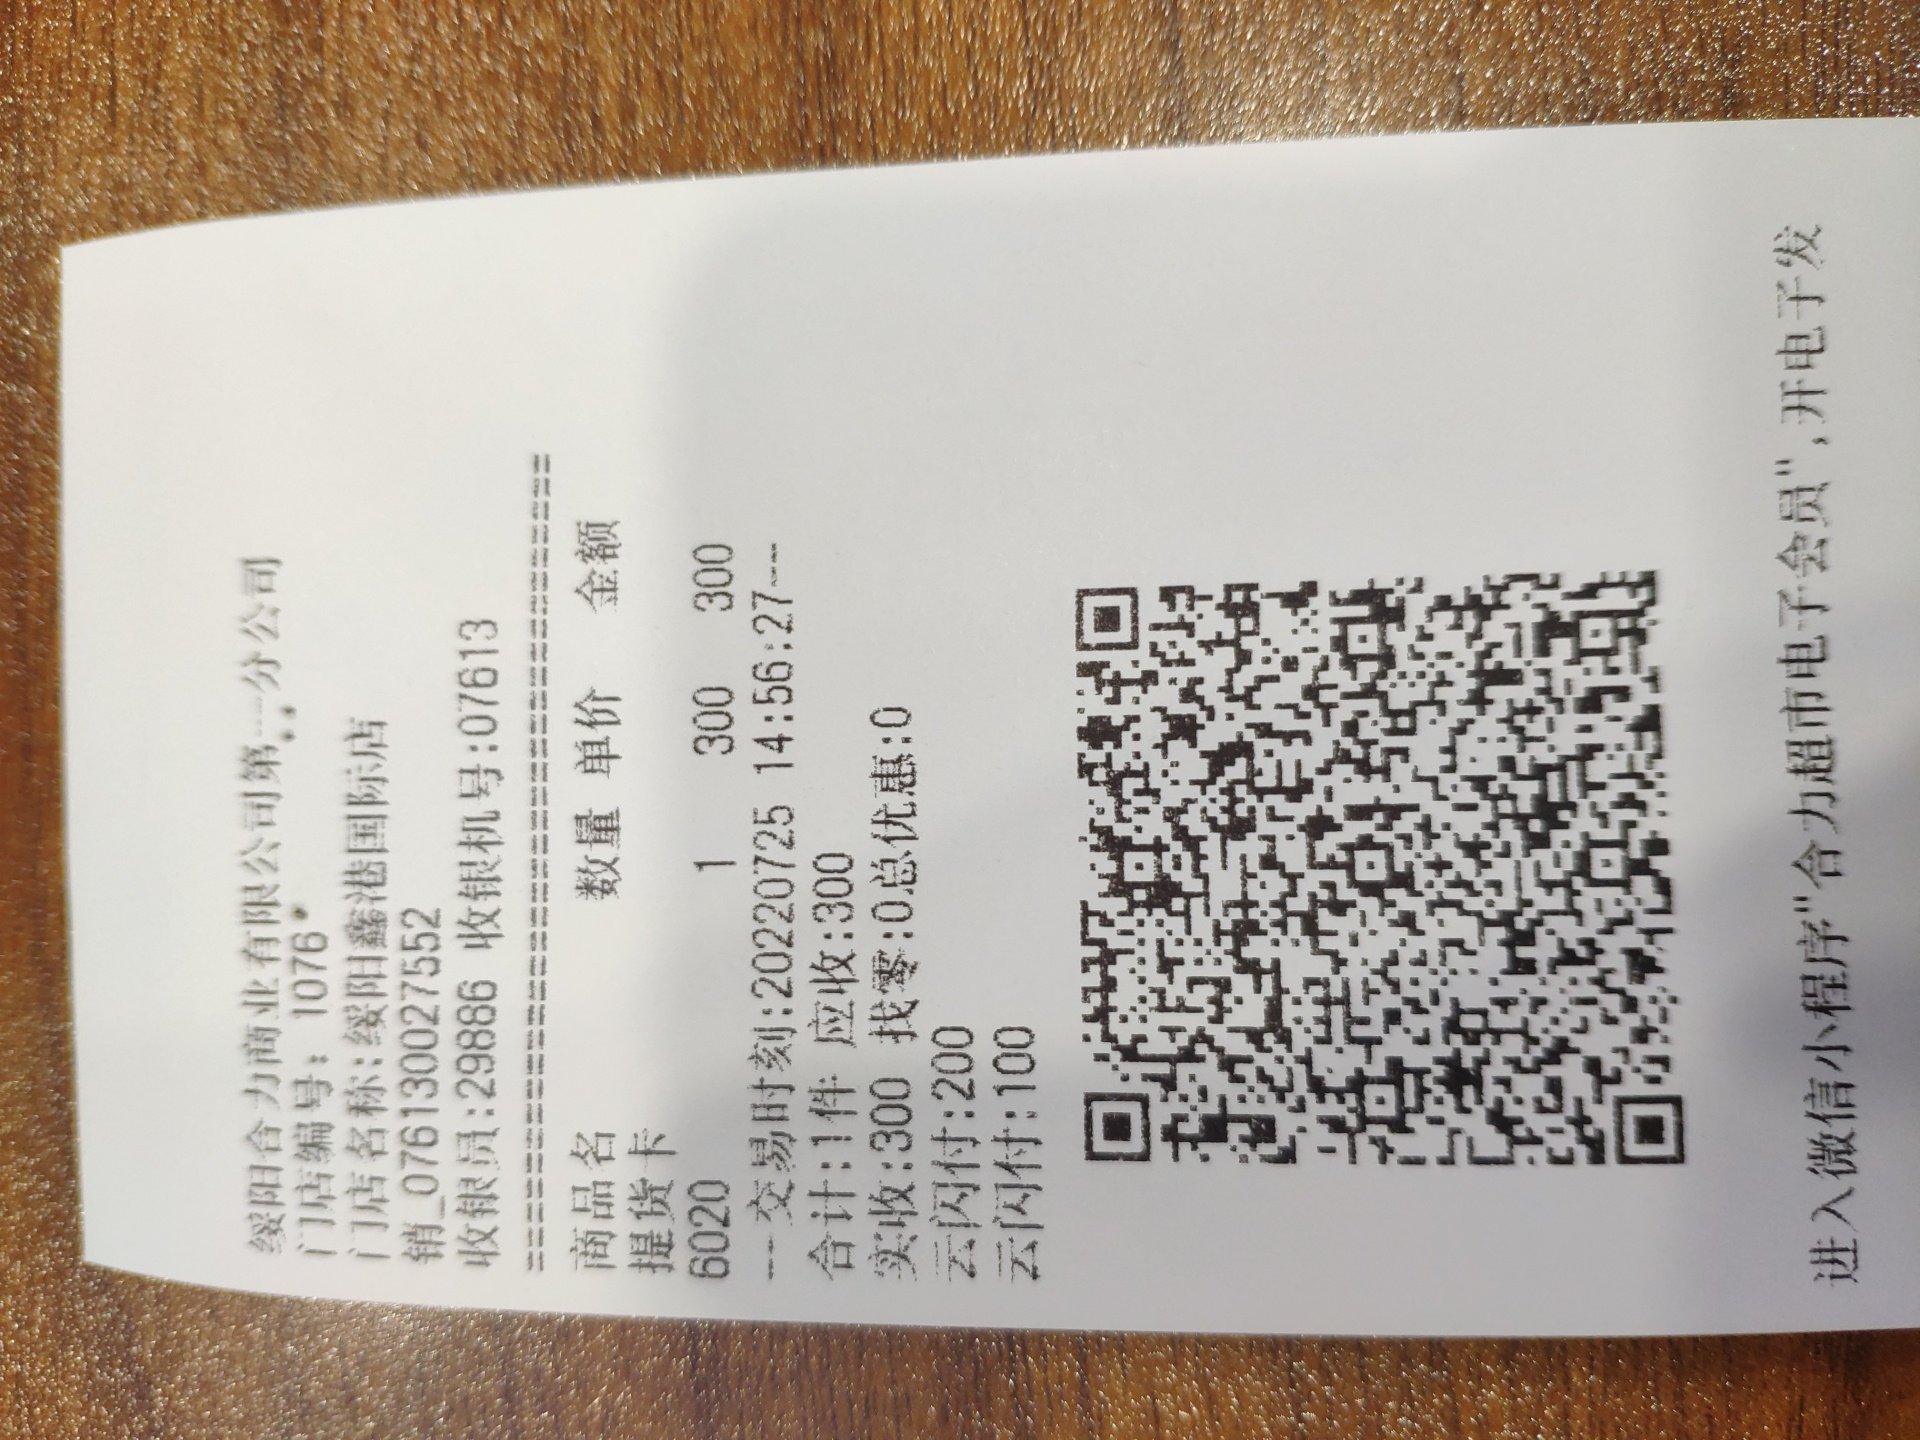 绥阳合力商业有限公司第一分公司
门店编号: 1076
门店名称:绥阳鑫港国际店
销_0761300275​52
收银员:29886 收银机号:07613
==========================================
商品名 数量 单价 金额
提货卡
6020 1 300 300
--交易时刻:20220725 14:56:27--
合计:1件 应收:300
实收:300 找零:0总优惠:0
云闪付:200
云闪付:100
进入微信小程序"合力超市电子会员",开电子发